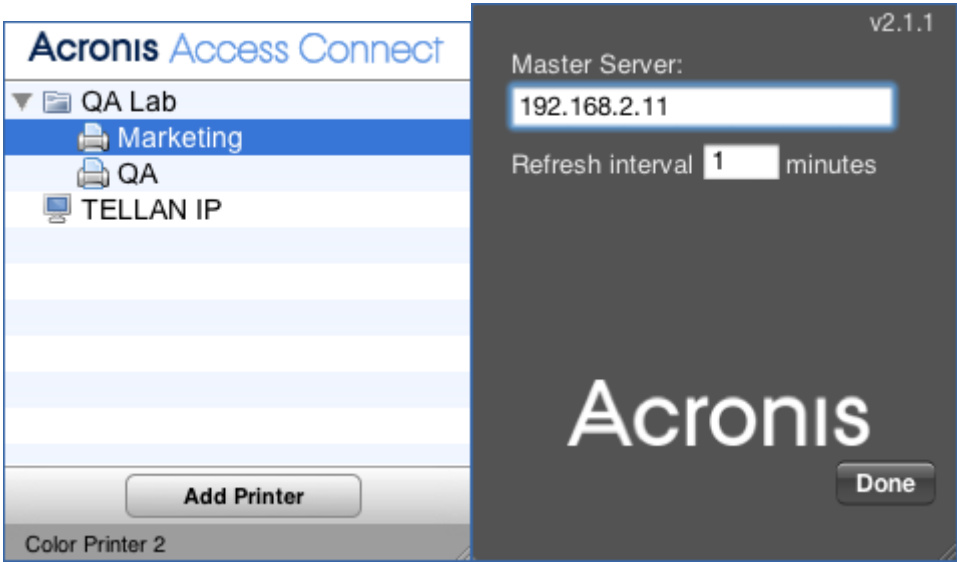 Acronis Access Connect
QA Lab
Marketing
QA
TELLAN IP
Add Printer
Color Printer 2
v2.1.1
Master Server:
192.168.2.11
Refresh interval 1 minutes
Acronis
Done